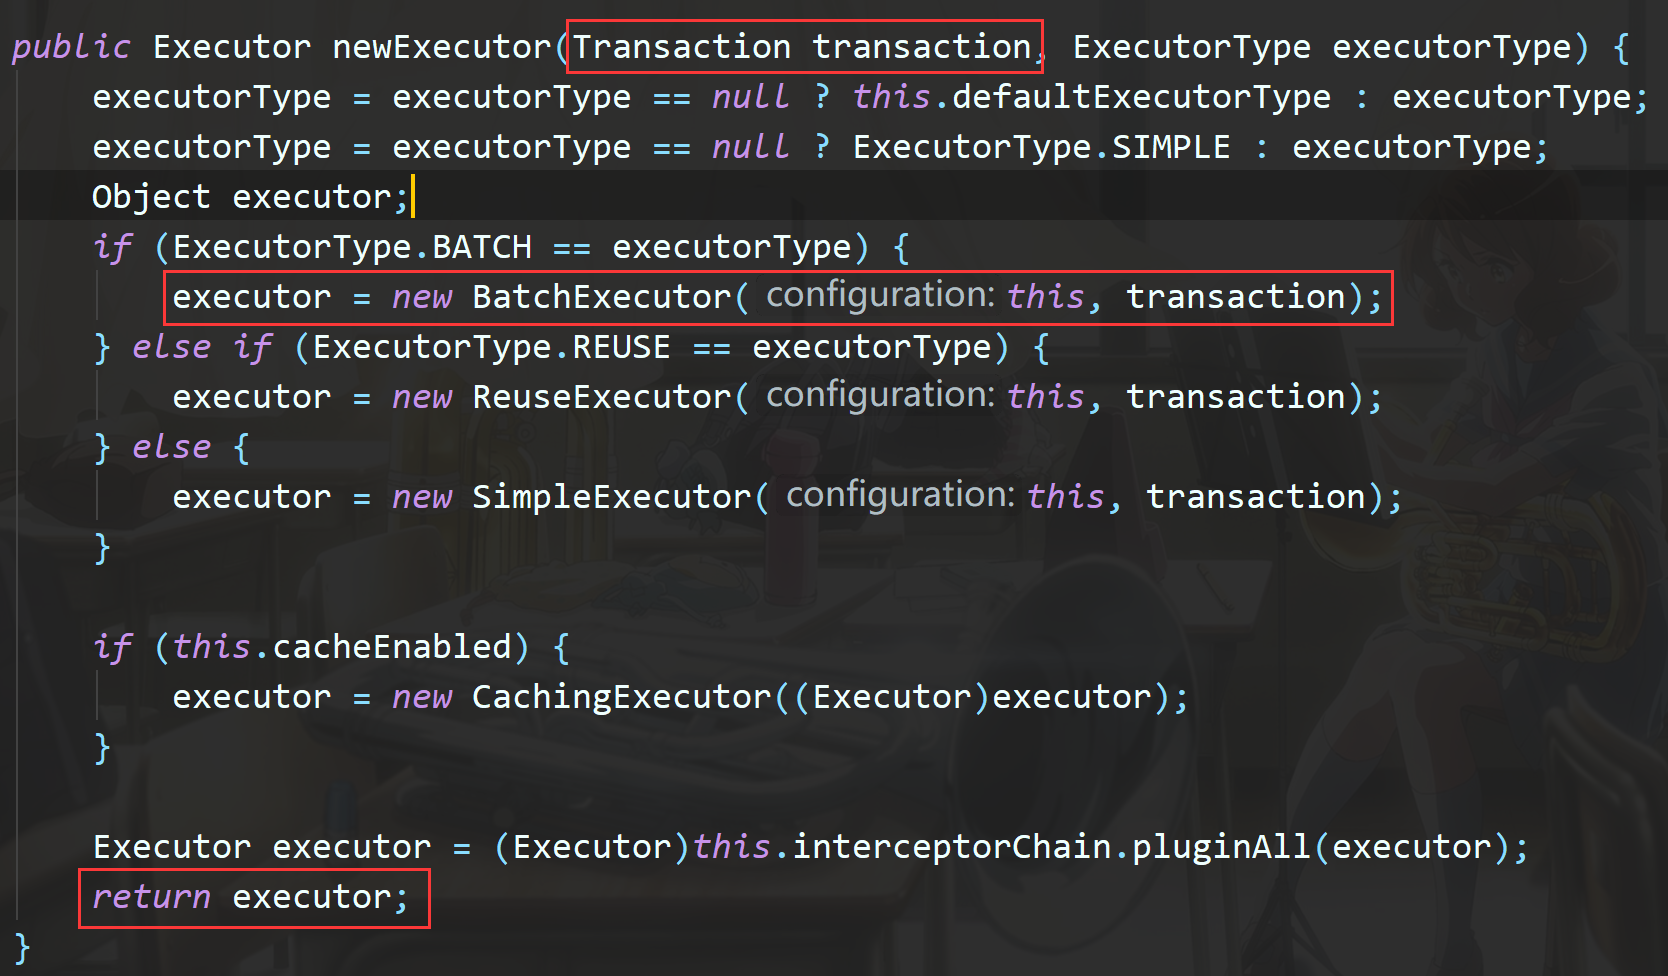 public Executor newExecutor(Transaction transaction, ExecutorType executorType) {
    executorType = executorType == null ? this.defaultExecutorType : executorType;
    executorType = executorType == null ? ExecutorType.SIMPLE : executorType;
    Object executor;
    if (ExecutorType.BATCH == executorType) {
        executor = new BatchExecutor( configuration: this, transaction);
    } else if (ExecutorType.REUSE == executorType) {
        executor = new ReuseExecutor( configuration: this, transaction);
    } else {
        executor = new SimpleExecutor( configuration: this, transaction);
    }
    if (this.cacheEnabled) {
        executor = new CachingExecutor((Executor)executor);
    }
    Executor executor = (Executor)this.interceptorChain.pluginAll(executor);
    return executor;
}